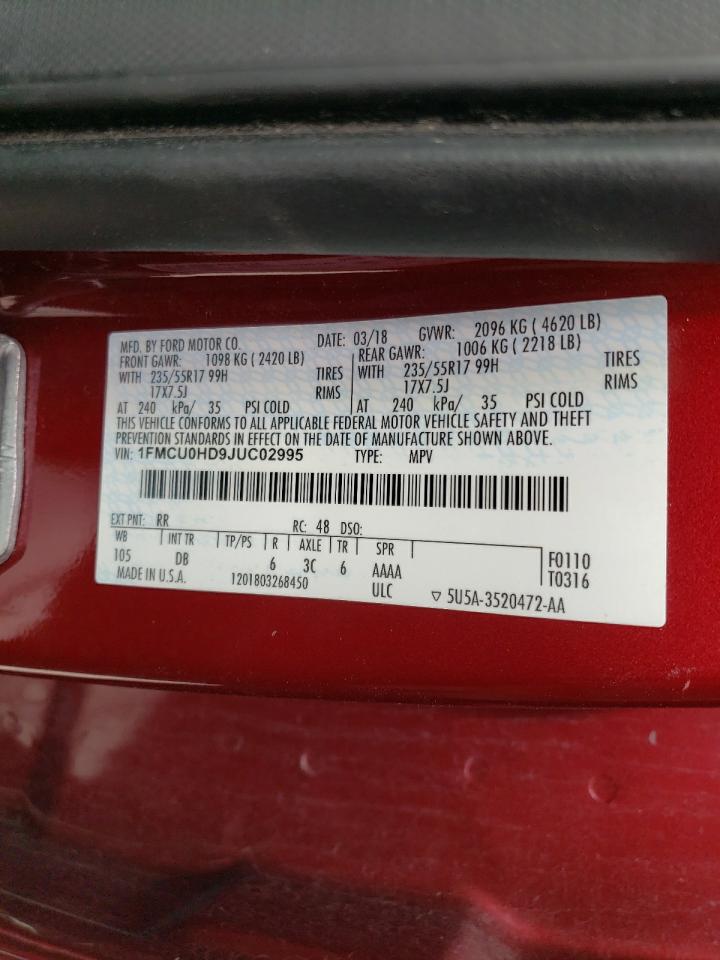 MFD. BY FORD MOTOR CO. DATE: 03/18 GVWR: 2096 KG ( 4620 LB)
FRONT GAWR: 1098 KG ( 2420 LB) REAR GAWR: 1006 KG ( 2218 LB)
WITH 235/55R17 99H TIRES WITH 235/55R17 99H TIRES
17X7.5J RIMS 17X7.5J RIMS
AT 240 kPa/ 35 PSI COLD AT 240 kPa/ 35 PSI COLD
THIS VEHICLE CONFORMS TO ALL APPLICABLE FEDERAL MOTOR VEHICLE SAFETY AND THEFT
PREVENTION STANDARDS IN EFFECT ON THE DATE OF MANUFACTURE SHOWN ABOVE.
VIN: 1FMCU0HD9JUC02995 TYPE: MPV
EXT PNT: RR RC: 48 DSO:
WB INT TR TP/PS R AXLE TR SPR F0110
105 DB 6 3C 6 AAAA T0316
MADE IN U.S.A. 1201803268450 ULC ▽ 5U5A-3520472-AA